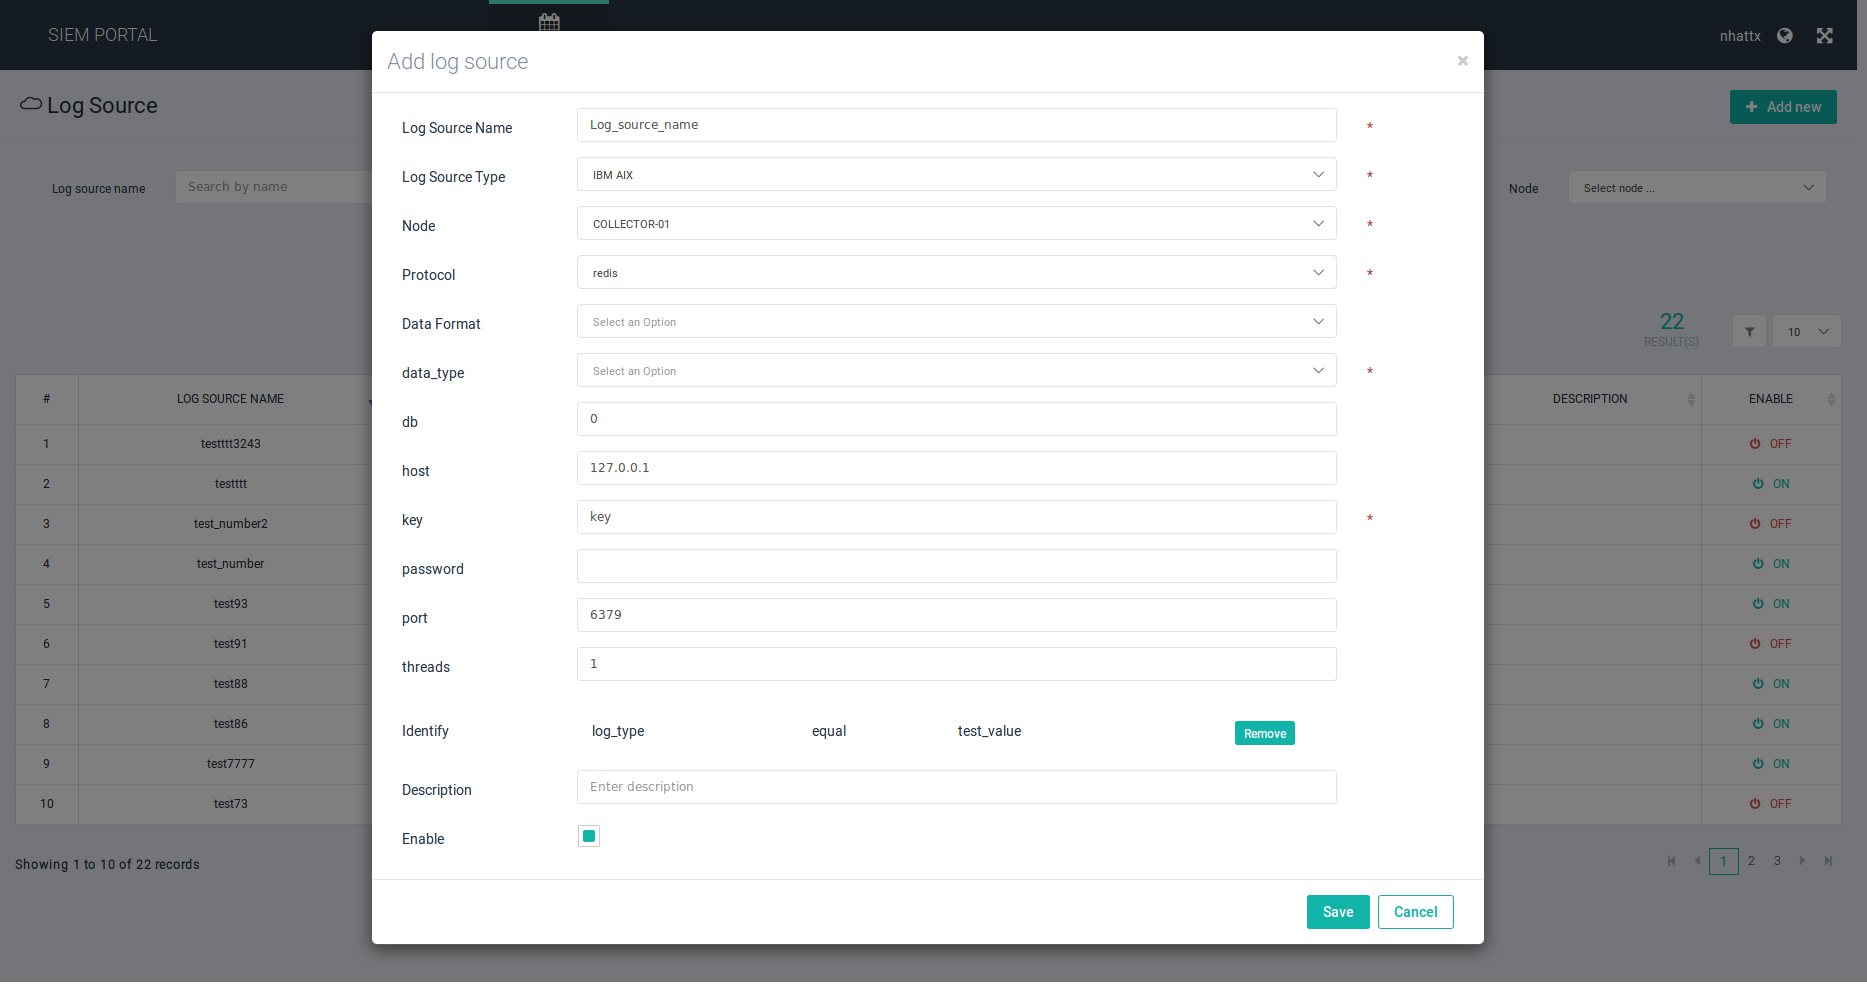 SIEM PORTAL
nhattx
Log Source
Add new
Log source name
Search by name
Node
Select node ...
22
RESULT(S)
10
Add log source
×
Log Source Name
Log_source_name
*
Log Source Type
IBM AIX
*
Node
COLLECTOR-01
*
Protocol
redis
*
Data Format
Select an Option
data_type
Select an Option
*
db
0
host
127.0.0.1
key
key
*
password
port
6379
threads
1
Identify
log_type
equal
test_value
Remove
Description
Enter description
Enable
Save
Cancel
# LOG SOURCE NAME DESCRIPTION ENABLE
1 testttt3243 OFF
2 testttt ON
3 test_number2 OFF
4 test_number ON
5 test93 ON
6 test91 OFF
7 test88 ON
8 test86 ON
9 test7777 ON
10 test73 OFF
Showing 1 to 10 of 22 records
1 2 3